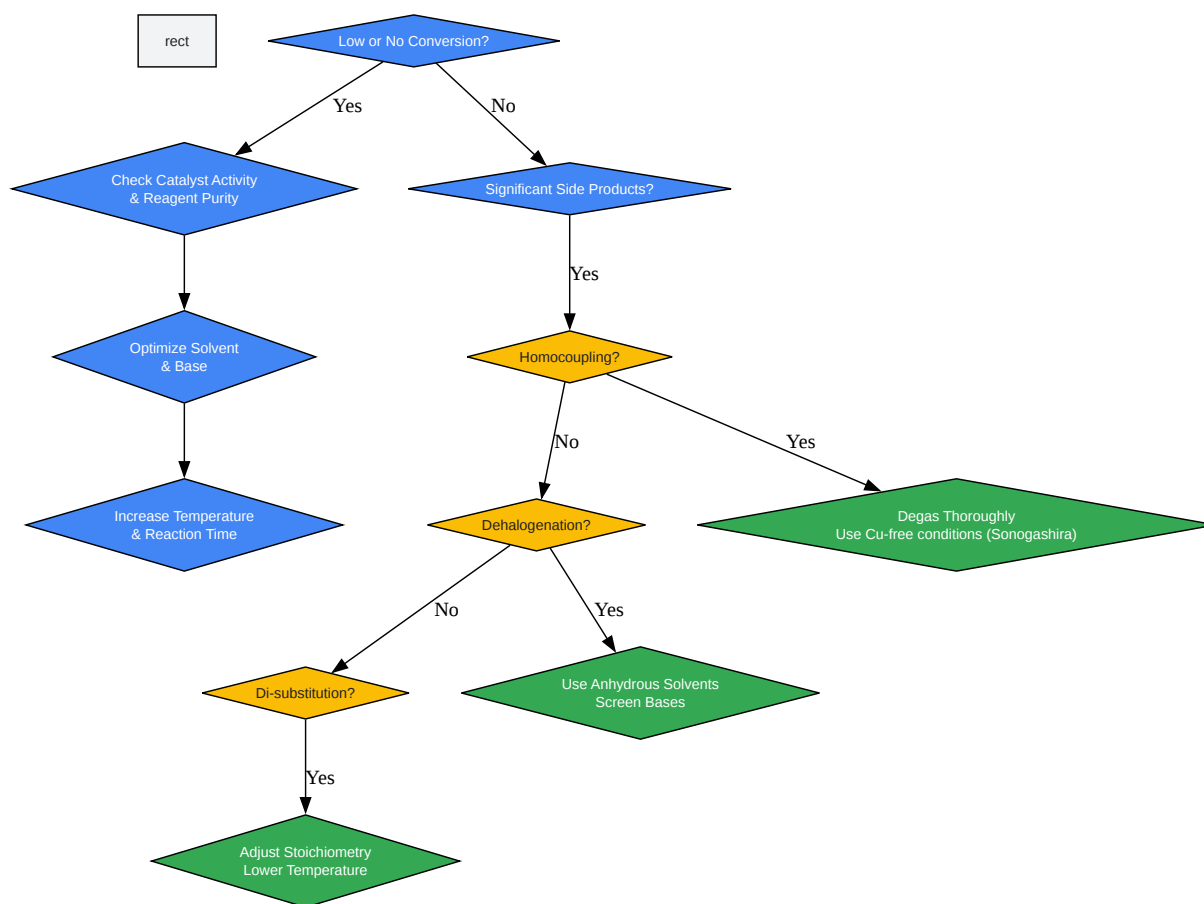 rect
Low or No Conversion?
Yes
No
Check Catalyst Activity
& Reagent Purity
Significant Side Products?
Yes
Optimize Solvent
& Base
Homocoupling?
No
Yes
Increase Temperature
& Reaction Time
Dehalogenation?
Degas Thoroughly
Use Cu-free conditions (Sonogashira)
No
Yes
Di-substitution?
Use Anhydrous Solvents
Screen Bases
Yes
Adjust Stoichiometry
Lower Temperature